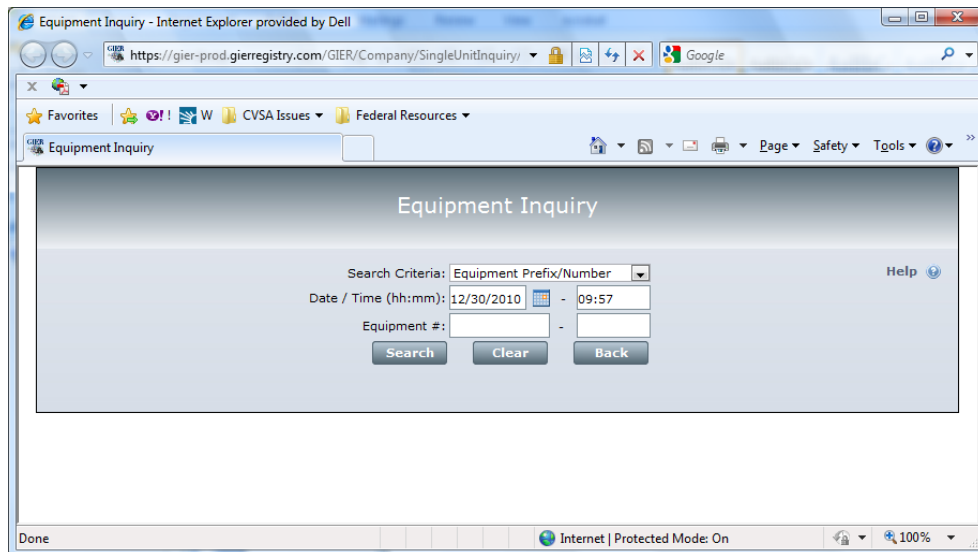 Equipment Inquiry - Internet Explorer provided by Dell
GIER https://gier-prod.gierregistry.com/GIER/Company/SingleUnitInquiry/ Google
x
Favorites Y! W CVSA Issues Federal Resources
GIER Equipment Inquiry Page Safety Tools
Equipment Inquiry
Search Criteria: Equipment Prefix/Number Help
Date / Time (hh:mm): 12/30/2010 - 09:57
Equipment #: -
Search Clear Back
Done Internet | Protected Mode: On 100%